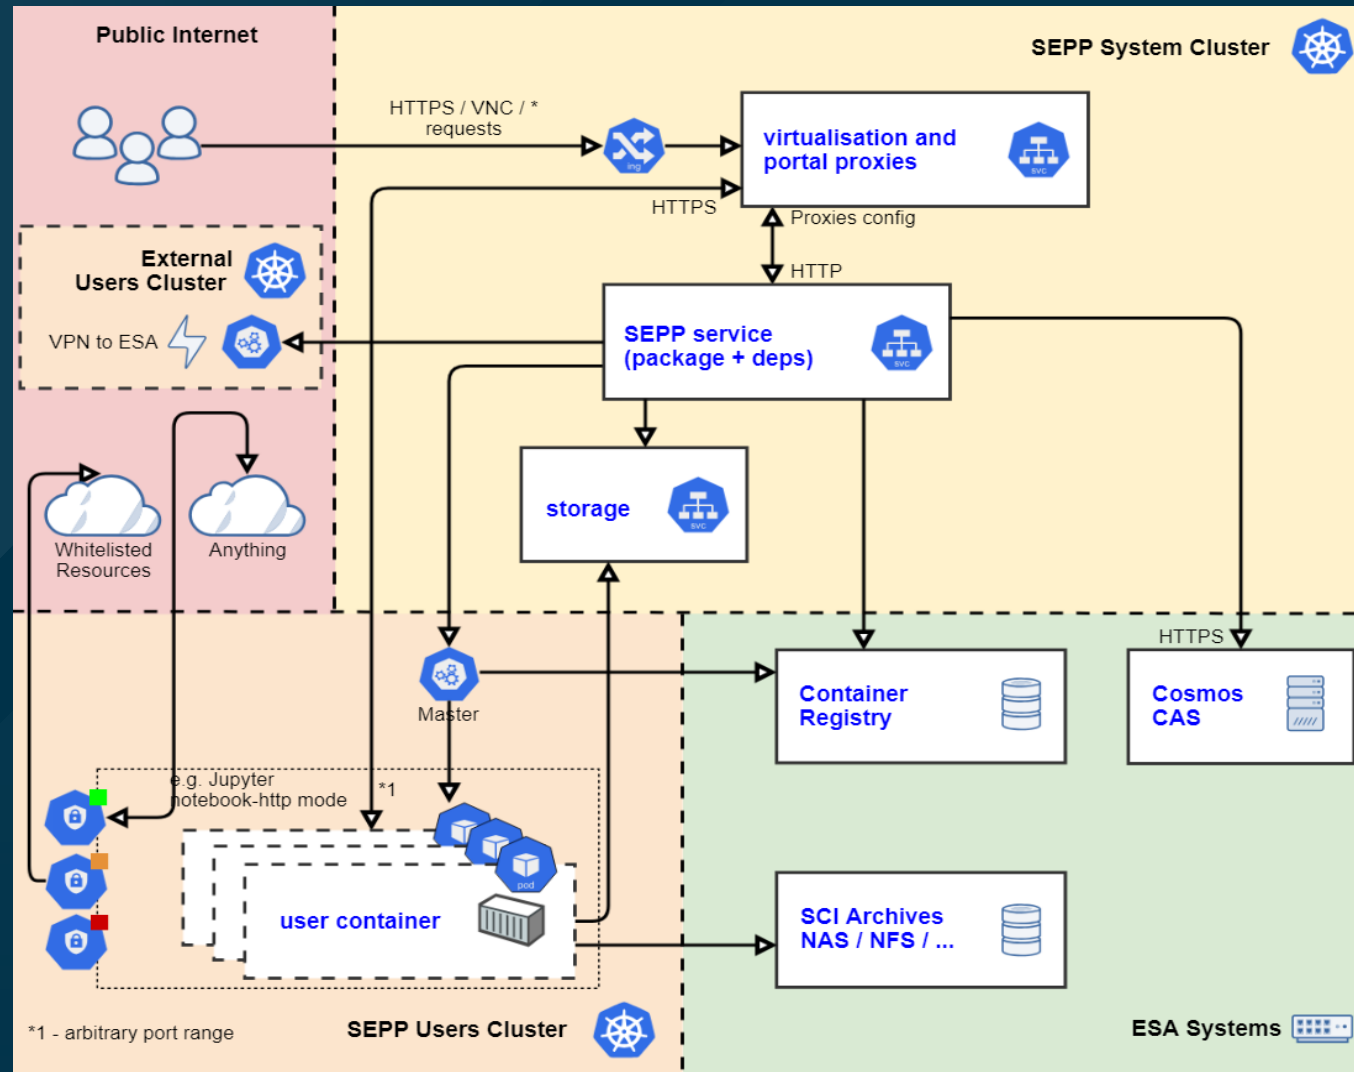 Public Internet
SEPP System Cluster
HTTPS / VNC / *
requests
ing
virtualisation and
portal proxies
svc
HTTPS
Proxies config
HTTP
External
Users Cluster
VPN to ESA
SEPP service
(package + deps)
svc
storage
svc
Whitelisted
Resources
Anything
HTTPS
Master
Container
Registry
Cosmos
CAS
e.g. Jupyter
notebook-http mode
*1
pod
user container
SCI Archives
NAS / NFS / ...
*1 - arbitrary port range
SEPP Users Cluster
ESA Systems